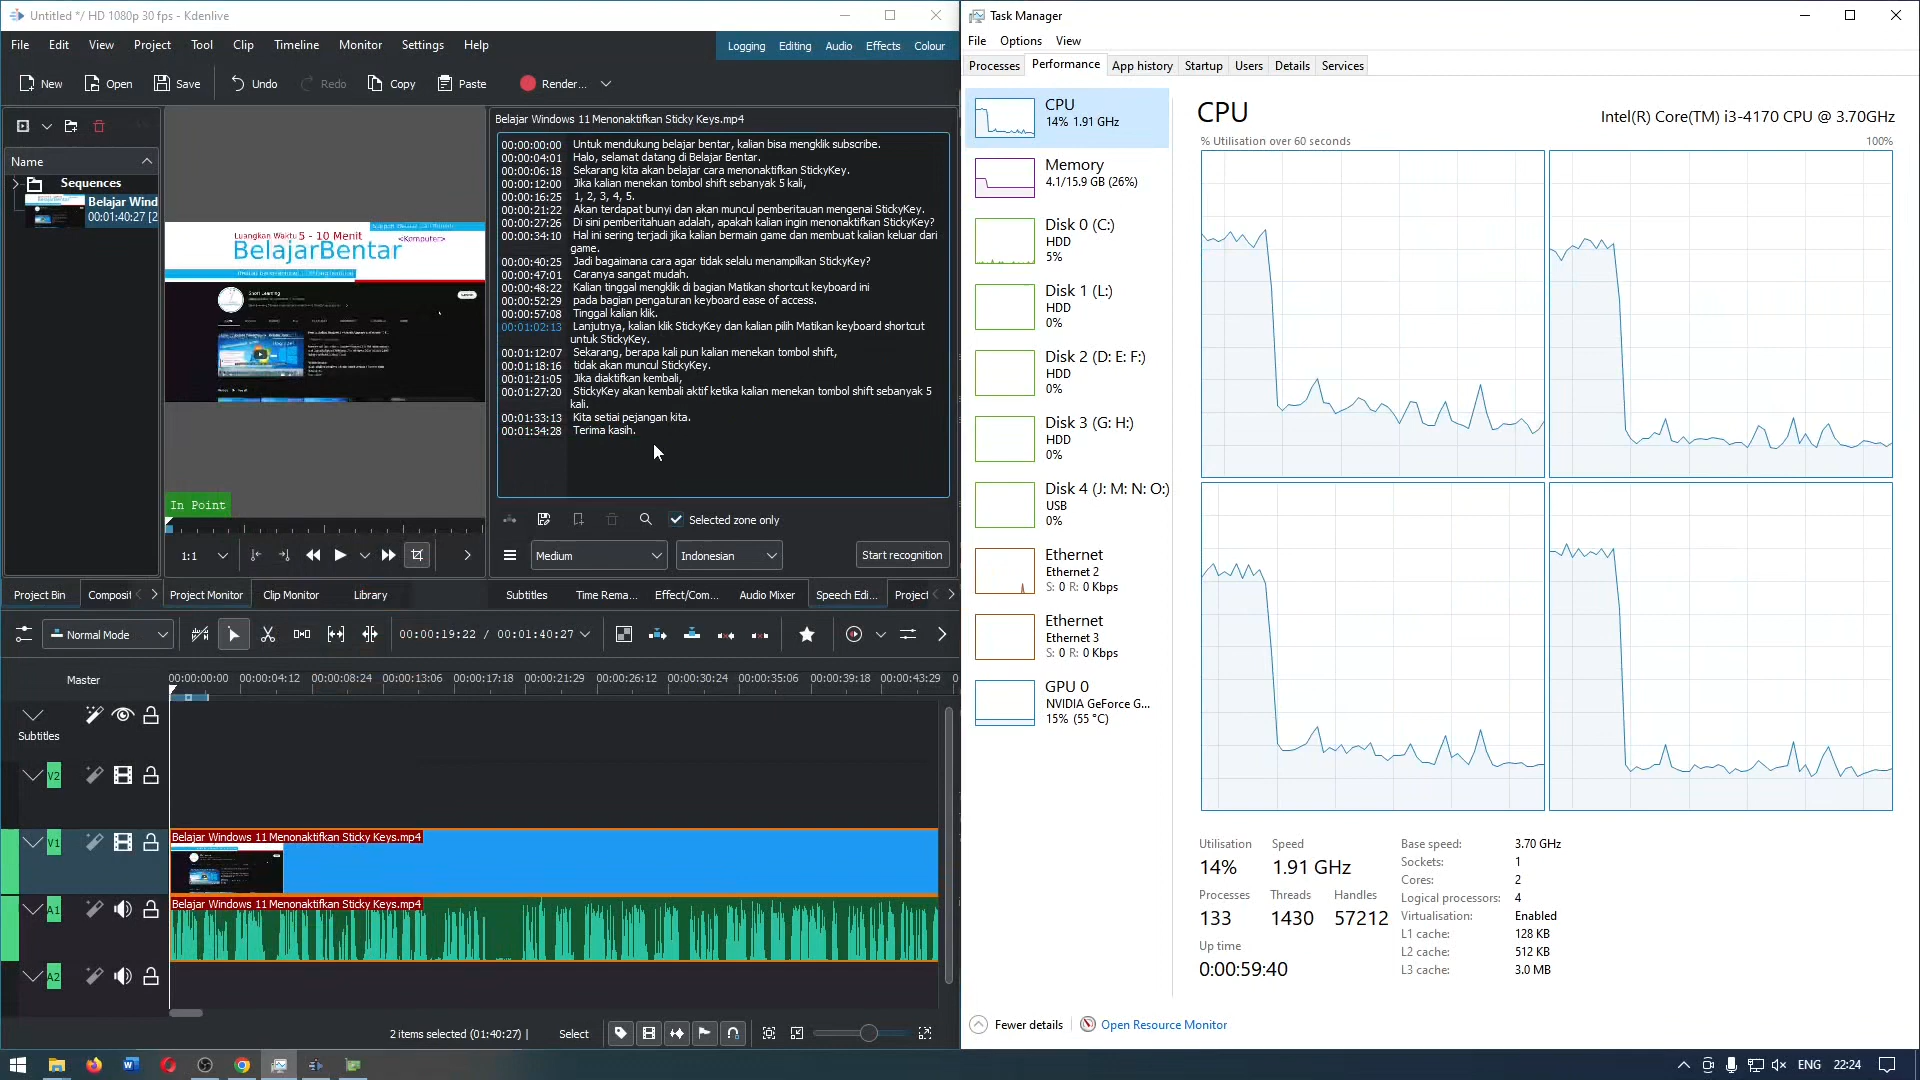 Untitled */ HD 1080p 30 fps - Kdenlive
File Edit View Project Tool Clip Timeline Monitor Settings Help
Logging Editing Audio Effects Colour
New Open Save Undo Redo Copy Paste Render...
Name
Sequences
Belajar Wind
00:01:40:27 [2
Luangkan Waktu 5 - 10 Menit
BelajarBentar
<Komputer>
In Point
1:1
Belajar Windows 11 Menonaktifkan Sticky Keys.mp4
00:00:00:00 Untuk mendukung belajar bentar, kalian bisa mengklik subscribe.
00:00:04:01 Halo, selamat datang di Belajar Bentar.
00:00:06:18 Sekarang kita akan belajar cara menonaktifkan StickyKey.
00:00:12:00 Jika kalian menekan tombol shift sebanyak 5 kali,
00:00:16:25 1, 2, 3, 4, 5.
00:00:21:22 Akan terdapat bunyi dan akan muncul pemberitauan mengenai StickyKey.
00:00:27:26 Di sini pemberitahuan adalah, apakah kalian ingin menonaktifkan StickyKey?
00:00:34:10 Hal ini sering terjadi jika kalian bermain game dan membuat kalian keluar dari
game.
00:00:40:25 Jadi bagaimana cara agar tidak selalu menampilkan StickyKey?
00:00:47:01 Caranya sangat mudah.
00:00:48:22 Kalian tinggal mengklik di bagian Matikan shortcut keyboard ini
00:00:52:29 pada bagian pengaturan keyboard ease of access.
00:00:57:08 Tinggal kalian klik.
00:01:02:13 Lanjutnya, kalian klik StickyKey dan kalian pilih Matikan keyboard shortcut
untuk StickyKey.
00:01:12:07 Sekarang, berapa kali pun kalian menekan tombol shift,
00:01:18:16 tidak akan muncul StickyKey.
00:01:21:05 Jika diaktifkan kembali,
00:01:27:20 StickyKey akan kembali aktif ketika kalian menekan tombol shift sebanyak 5
kali.
00:01:33:13 Kita setiai pejangan kita.
00:01:34:28 Terima kasih.
Selected zone only
Medium Indonesian Start recognition
Project Bin Composit Project Monitor Clip Monitor Library Subtitles Time Rema... Effect/Com... Audio Mixer Speech Edi... Project
Normal Mode 00:00:19:22 / 00:01:40:27
Master 00:00:00:00 00:00:04:12 00:00:08:24 00:00:13:06 00:00:17:18 00:00:21:29 00:00:26:12 00:00:30:24 00:00:35:06 00:00:39:18 00:00:43:29 0
Subtitles
V2
V1
Belajar Windows 11 Menonaktifkan Sticky Keys.mp4
A1
Belajar Windows 11 Menonaktifkan Sticky Keys.mp4
A2
2 items selected (01:40:27) | Select
Task Manager
File Options View
Processes Performance App history Startup Users Details Services
CPU
14% 1.91 GHz
Memory
4.1/15.9 GB (26%)
Disk 0 (C:)
HDD
5%
Disk 1 (L:)
HDD
0%
Disk 2 (D: E: F:)
HDD
0%
Disk 3 (G: H:)
HDD
0%
Disk 4 (J: M: N: O:)
USB
0%
Ethernet
Ethernet 2
S: 0 R: 0 Kbps
Ethernet
Ethernet 3
S: 0 R: 0 Kbps
GPU 0
NVIDIA GeForce G...
15% (55 °C)
CPU
Intel(R) Core(TM) i3-4170 CPU @ 3.70GHz
% Utilisation over 60 seconds 100%
Utilisation Speed
14% 1.91 GHz
Processes Threads Handles
133 1430 57212
Up time
0:00:59:40
Base speed: 3.70 GHz
Sockets: 1
Cores: 2
Logical processors: 4
Virtualisation: Enabled
L1 cache: 128 KB
L2 cache: 512 KB
L3 cache: 3.0 MB
Fewer details Open Resource Monitor
ENG 22:24